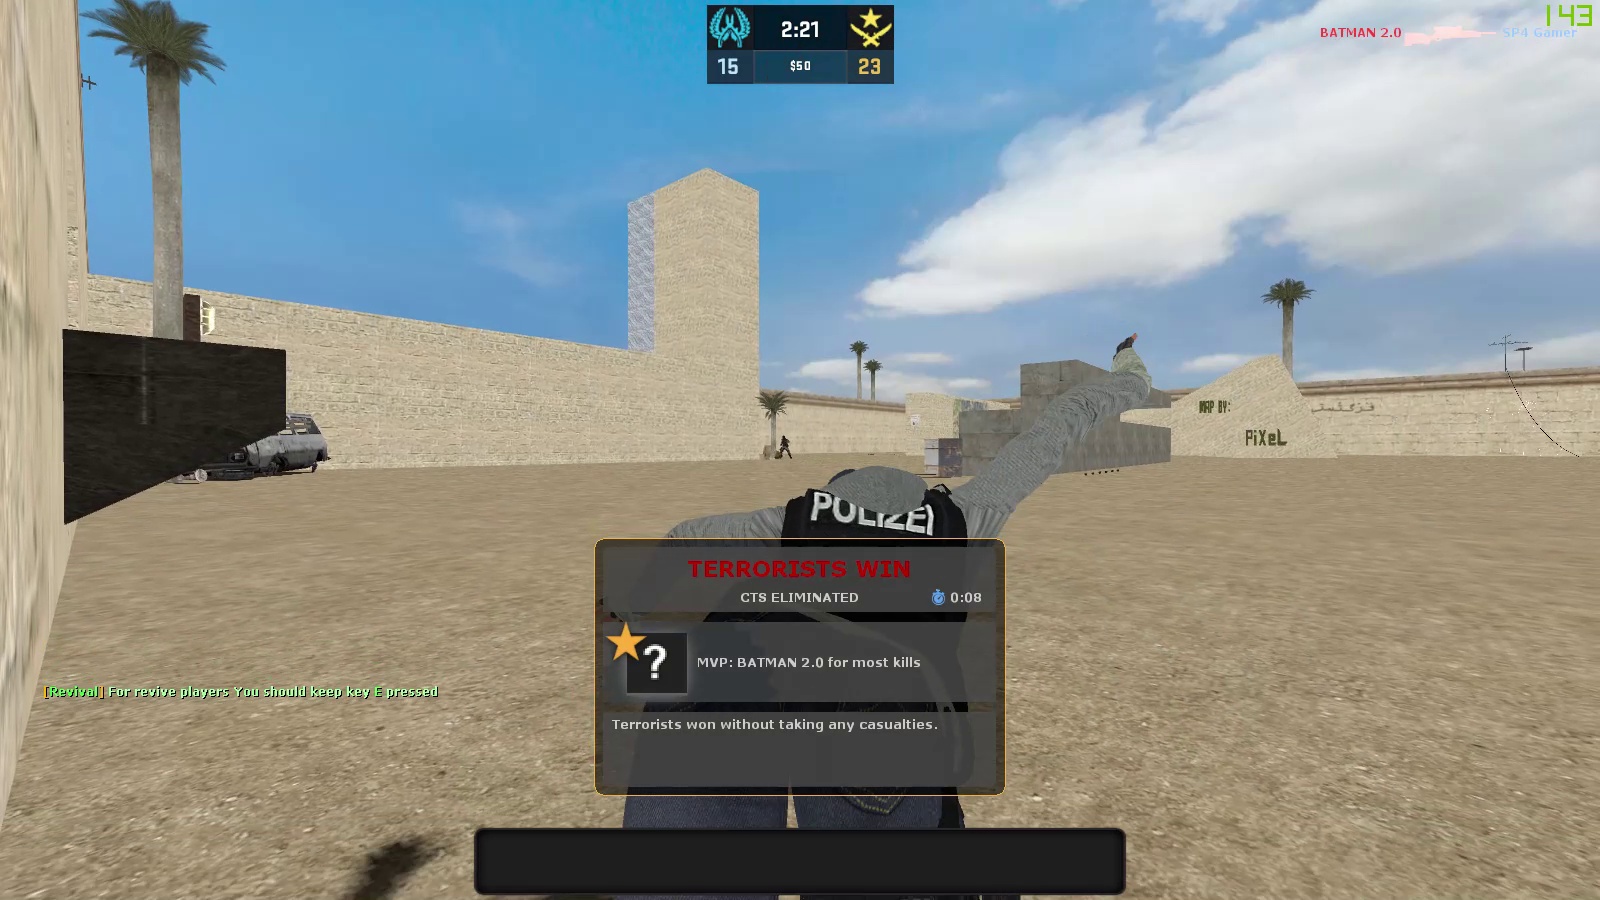 143
2:21
15
$50
23
BATMAN 2.0
SP4 Gamer
MAP BY:
PiXeL
POLIZEI
TERRORISTS WIN
CTS ELIMINATED
0:08
?
MVP: BATMAN 2.0 for most kills
[Revival] For revive players You should keep key E pressed
Terrorists won without taking any casualties.